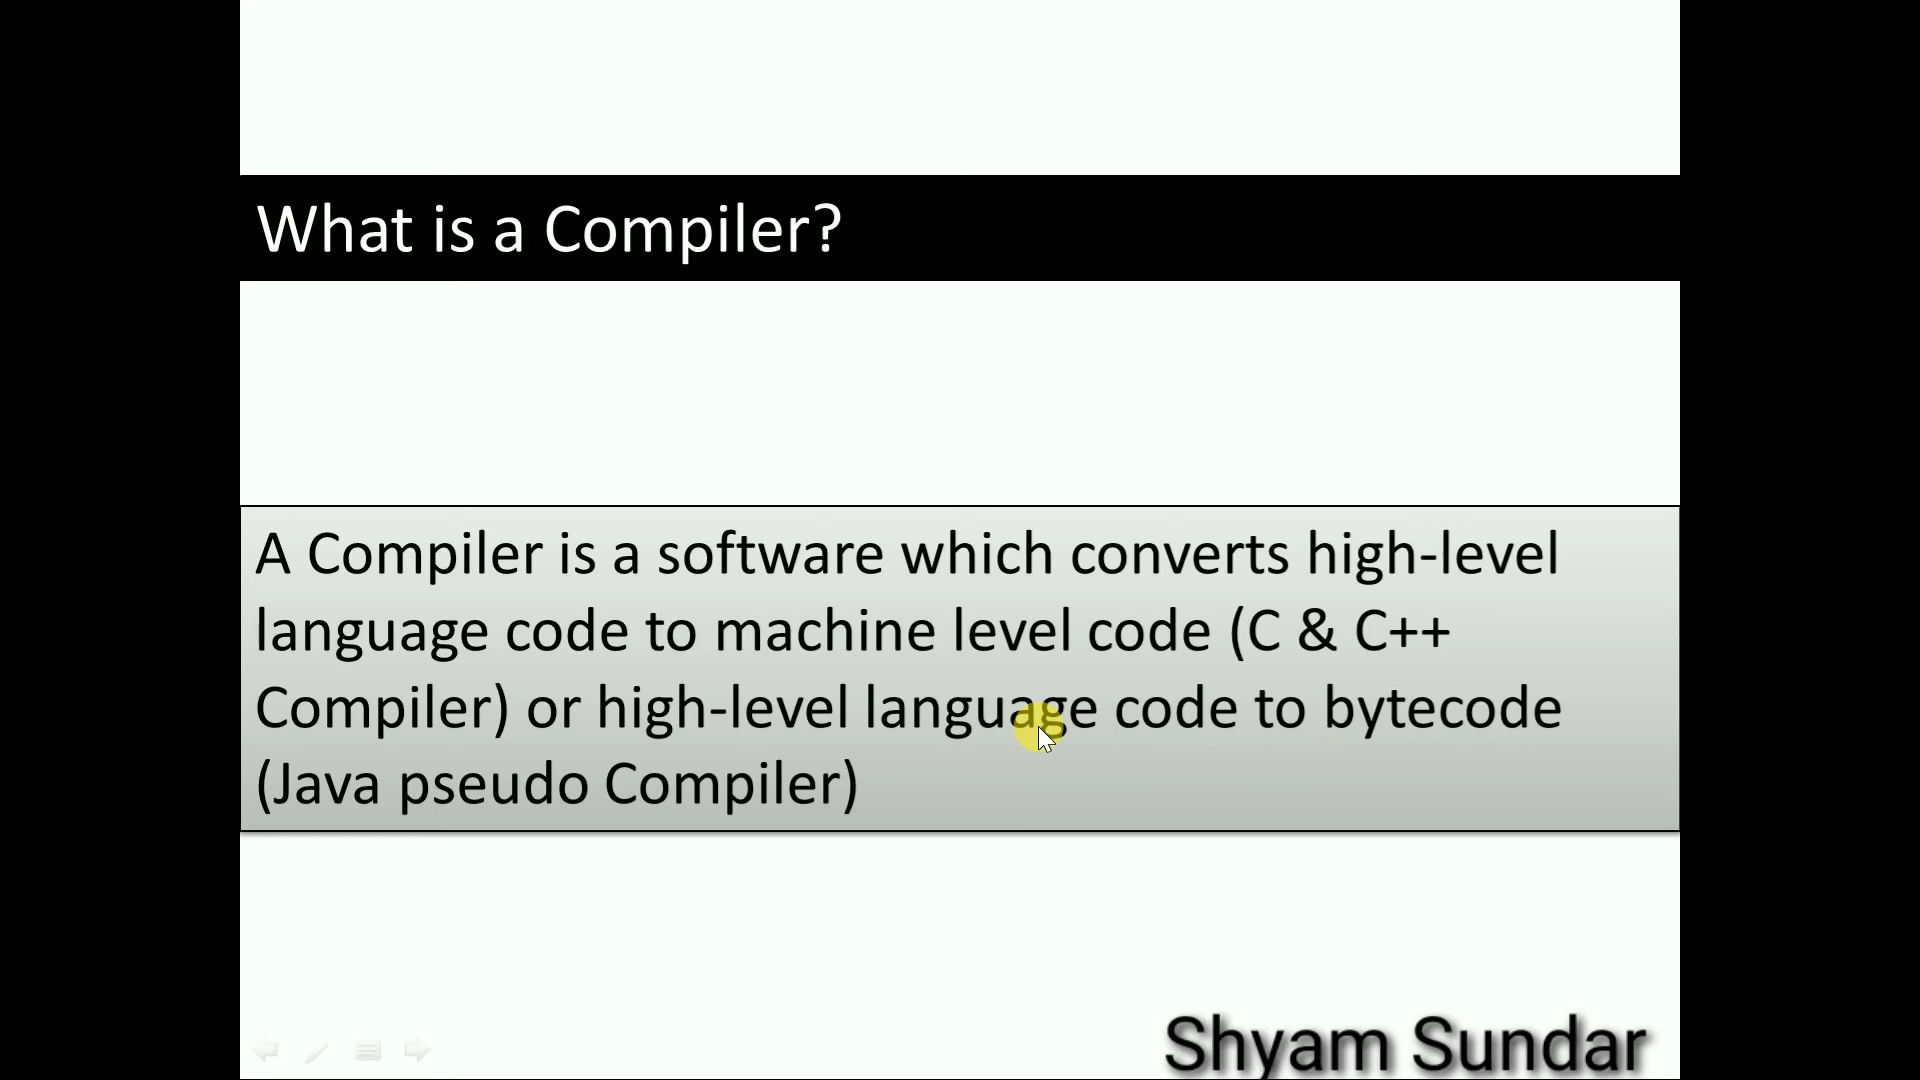 What is a Compiler?
A Compiler is a software which converts high-level
language code to machine level code (C & C++
Compiler) or high-level language code to bytecode
(Java pseudo Compiler)
Shyam Sundar